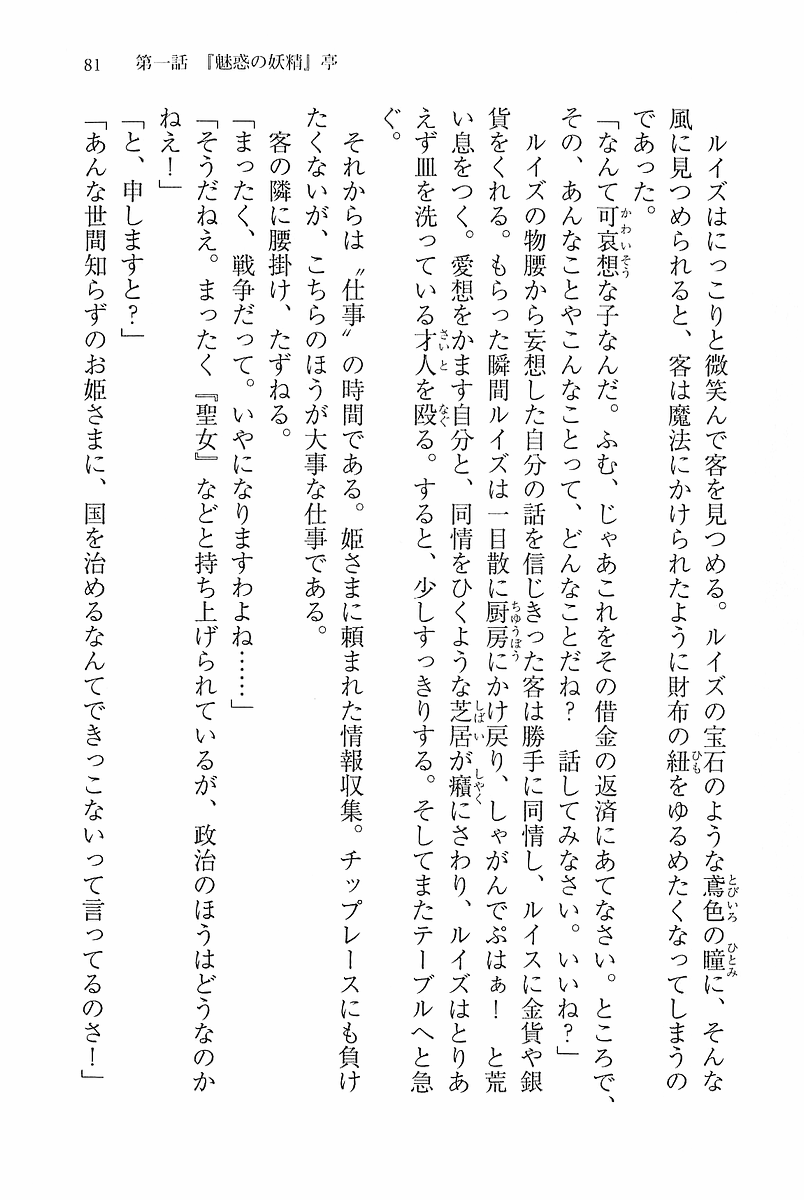 81　第一話　『魅惑の妖精』亭
　ルイズはにっこりと微笑んで客を見つめる。ルイズの宝石のような鳶色の瞳に、そんな
風に見つめられると、客は魔法にかけられたように財布の紐をゆるめたくなってしまうの
であった。
「なんて可哀想な子なんだ。ふむ、じゃあこれをその借金の返済にあてなさい。ところで、
その、あんなことやこんなことって、どんなことだね？　話してみなさい。いいね？」
　ルイズの物腰から妄想した自分の話を信じきった客は勝手に同情し、ルイスに金貨や銀
貨をくれる。もらった瞬間ルイズは一目散に厨房にかけ戻り、しゃがんでぷはぁ！　と荒
い息をつく。愛想をかます自分と、同情をひくような芝居が癪にさわり、ルイズはとりあ
えず皿を洗っている才人を殴る。すると、少しすっきりする。そしてまたテーブルへと急
ぐ。
　それからは〝仕事〟の時間である。姫さまに頼まれた情報収集。チップレースにも負け
たくないが、こちらのほうが大事な仕事である。
　客の隣に腰掛け、たずねる。
「まったく、戦争だって。いやになりますわよね……」
「そうだねえ。まったく『聖女』などと持ち上げられているが、政治のほうはどうなのか
ねえ！」
「と、申しますと？」
「あんな世間知らずのお姫さまに、国を治めるなんてできっこないって言ってるのさ！」